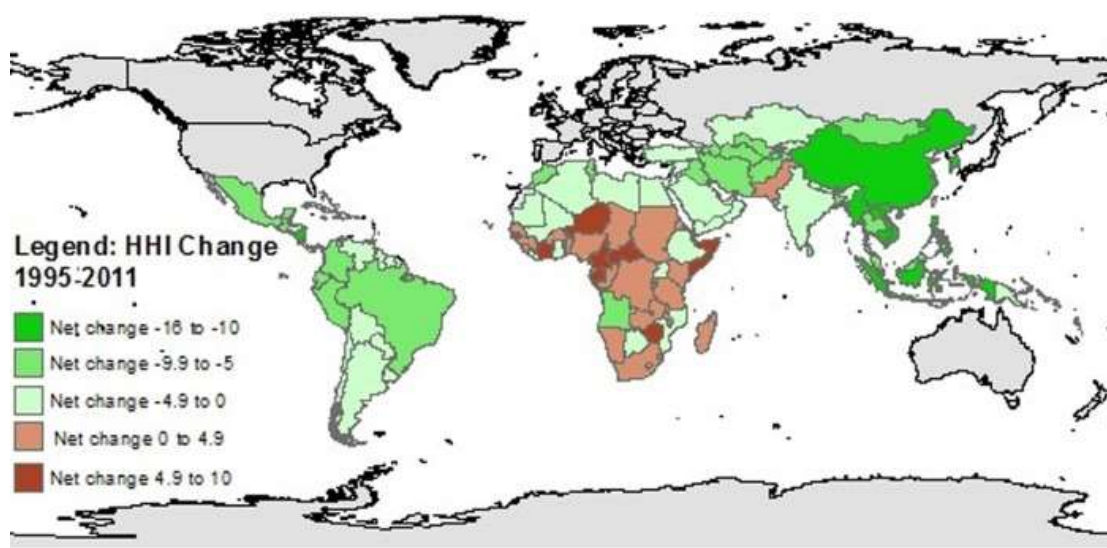 Legend: HHI Change
1995-2011
Net change -16 to -10
Net change -9.9 to -5
Net change -4.9 to 0
Net change 0 to 4.9
Net change 4.9 to 10